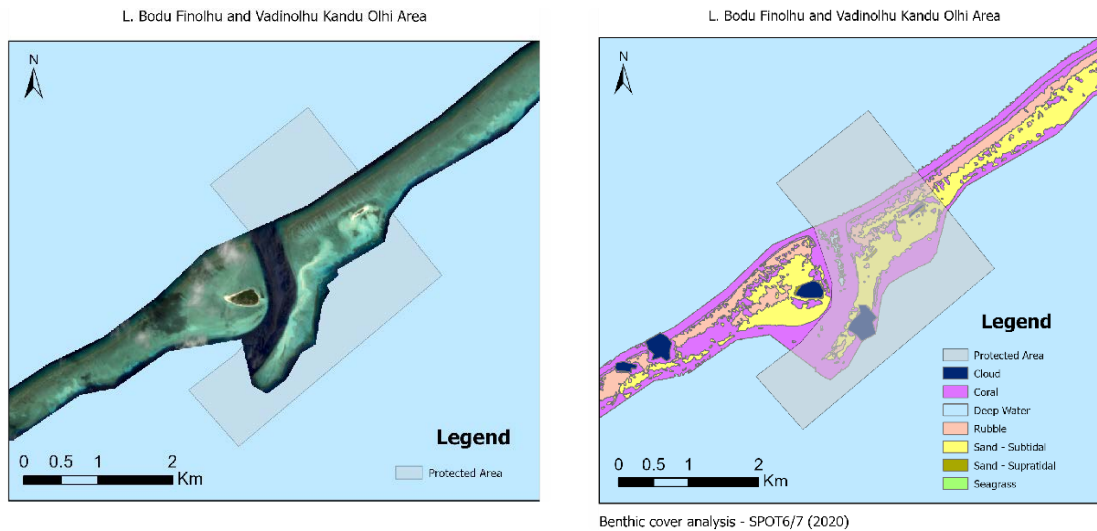 L. Bodu Finolhu and Vadinolhu Kandu Olhi Area
N
Legend
Protected Area
0 0.5 1 2
Km
L. Bodu Finolhu and Vadinolhu Kandu Olhi Area
N
Legend
Protected Area
Cloud
Coral
Deep Water
Rubble
Sand - Subtidal
Sand - Supratidal
Seagrass
0 0.5 1 2
Km
Benthic cover analysis - SPOT6/7 (2020)